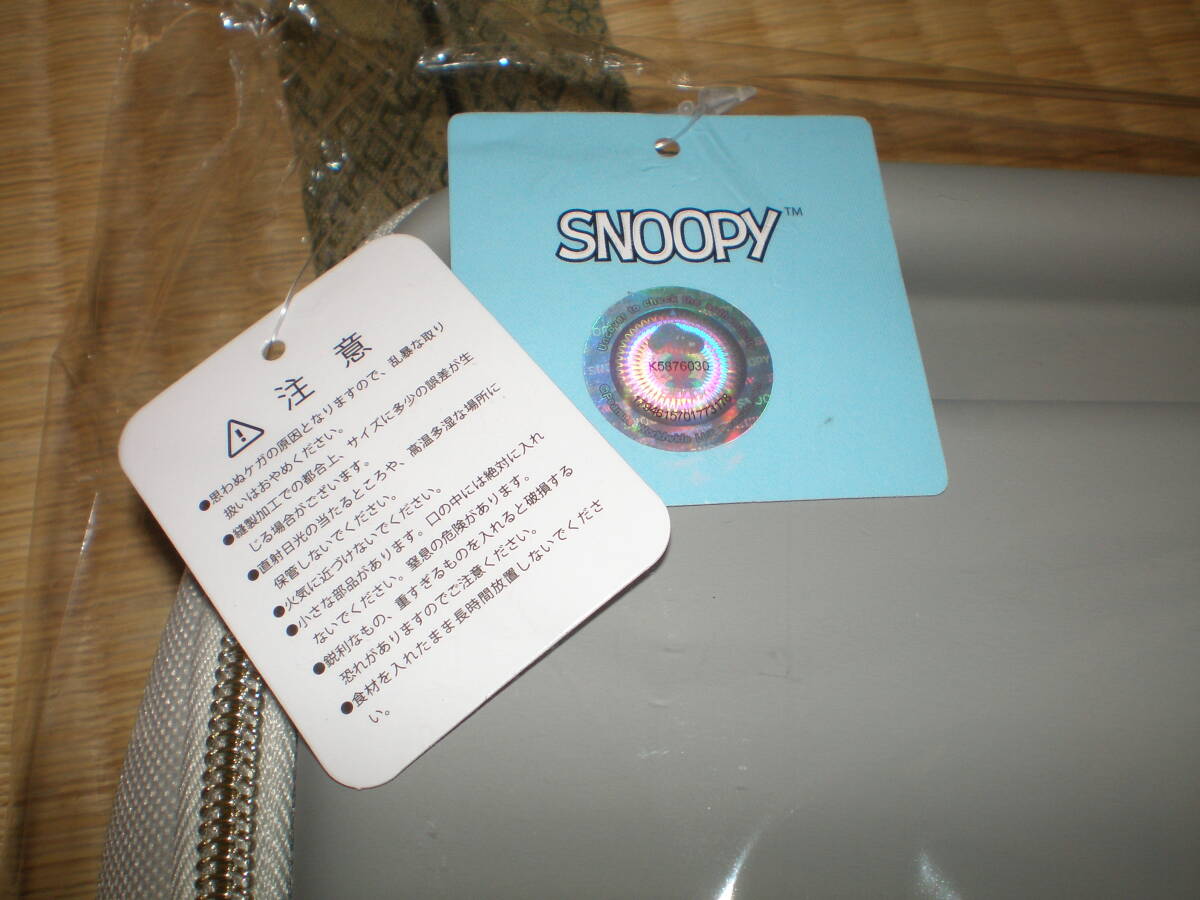 SNOOPY™
Uncover to check the
K5876030
注意
●思わぬケガの原因となりますので、乱暴な取り
扱いはおやめください。
●縫製加工での都合上、サイズに多少の誤差が生
じる場合がございます。
●直射日光の当たるところや、高温多湿な場所に
保管しないでください。
●火気に近づけないでください。
●小さな部品があります。口の中には絶対に入れ
ないでください。窒息の危険があります。
●鋭利なもの、重すぎるものを入れると破損する
恐れがありますのでご注意ください。
●食材を入れたまま長時間放置しないでくださ
い。